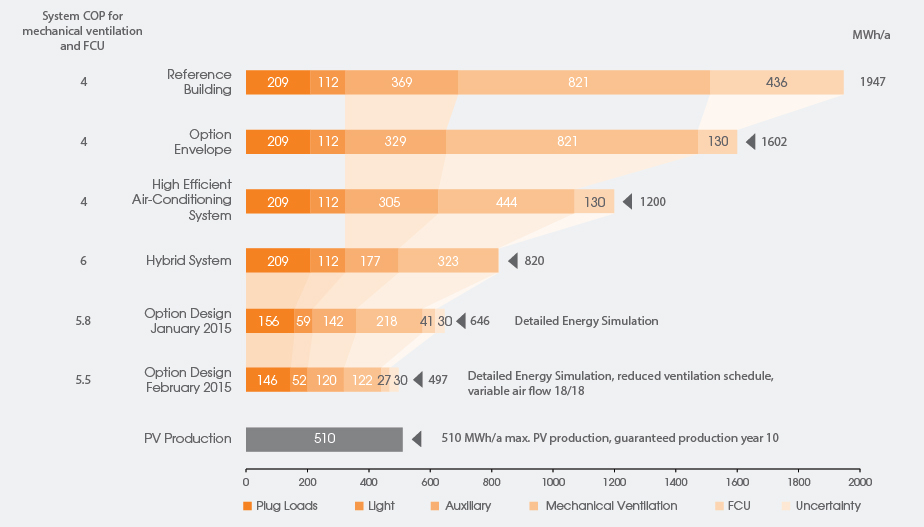 System COP for
mechanical ventilation
and FCU
MWh/a
4
Reference
Building
209 112 369 821 436
1947
4
Option
Envelope
209 112 329 821 130
1602
4
High Efficient
Air-Conditioning
System
209 112 305 444 130
1200
6
Hybrid System
209 112 177 323
820
5.8
Option Design
January 2015
156 59 142 218 41 30
646
Detailed Energy Simulation
5.5
Option Design
February 2015
146 52 120 122 27 30
497
Detailed Energy Simulation, reduced ventilation schedule,
variable air flow 18/18
PV Production
510
510 MWh/a max. PV production, guaranteed production year 10
0 200 400 600 800 1000 1200 1400 1600 1800 2000
Plug Loads Light Auxiliary Mechanical Ventilation FCU Uncertainty